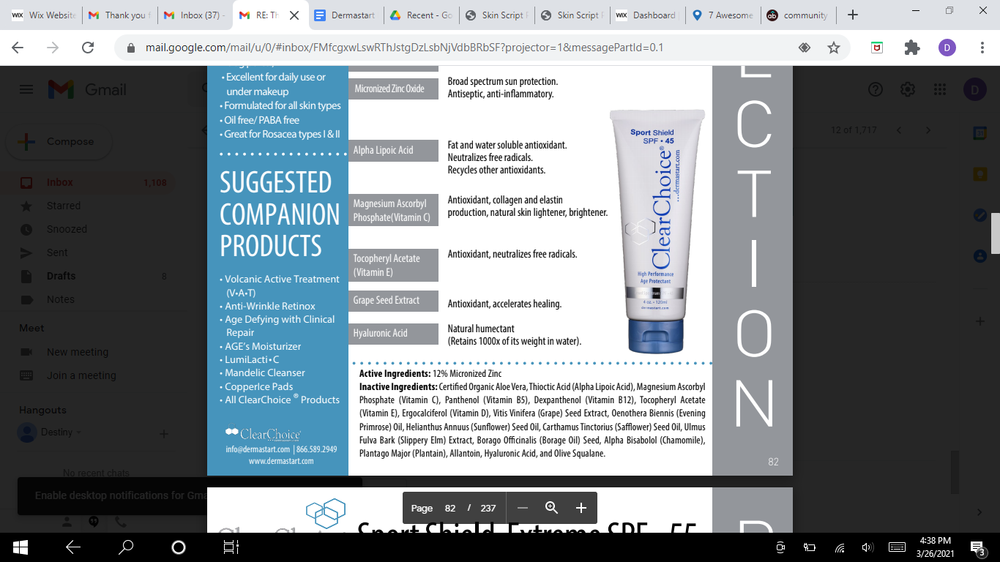 Wix Website
Thank you f
Inbox (37) -
RE: Th
Dermastart
Recent - Go
Skin Script F
Skin Script F
Dashboard
7 Awesome
community
mail.google.com/mail/u/0/#inbox/FMfcgxwLswRThJstgDzLsbNjVdbBRbSF?projector=1&messagePartId=0.1
D
Gmail
D
Compose
12 of 1,717
Inbox 1,108
Starred
Snoozed
Sent
Drafts 8
Notes
Meet
New meeting
Join a meeting
Hangouts
Destiny
No recent chats
Enable desktop notifications for Gma
• Excellent for daily use or
under makeup
• Formulated for all skin types
• Oil free/ PABA free
• Great for Rosacea types I & II
SUGGESTED
COMPANION
PRODUCTS
• Volcanic Active Treatment
(V•A•T)
• Anti-Wrinkle Retinox
• Age Defying with Clinical
Repair
• AGE's Moisturizer
• LumiLacti•C
• Mandelic Cleanser
• CopperIce Pads
• All ClearChoice ® Products
ClearChoice
info@dermastart.com | 866.589.2949
www.dermastart.com
Micronized Zinc Oxide
Broad spectrum sun protection.
Antiseptic, anti-inflammatory.
Alpha Lipoic Acid
Fat and water soluble antioxidant.
Neutralizes free radicals.
Recycles other antioxidants.
Magnesium Ascorbyl
Phosphate(Vitamin C)
Antioxidant, collagen and elastin
production, natural skin lightener, brightener.
Tocopheryl Acetate
(Vitamin E)
Antioxidant, neutralizes free radicals.
Grape Seed Extract
Antioxidant, accelerates healing.
Hyaluronic Acid
Natural humectant
(Retains 1000x of its weight in water).
Sport Shield
SPF • 45
ClearChoice®
...dermastart.com
High Performance
Age Protectant
4 oz. • 120ml
dermastart.com
Active Ingredients: 12% Micronized Zinc
Inactive Ingredients: Certified Organic Aloe Vera, Thioctic Acid (Alpha Lipoic Acid), Magnesium Ascorbyl
Phosphate (Vitamin C), Panthenol (Vitamin B5), Dexpanthenol (Vitamin B12), Tocopheryl Acetate
(Vitamin E), Ergocalciferol (Vitamin D), Vitis Vinifera (Grape) Seed Extract, Oenothera Biennis (Evening
Primrose) Oil, Helianthus Annuus (Sunflower) Seed Oil, Carthamus Tinctorius (Safflower) Seed Oil, Ulmus
Fulva Bark (Slippery Elm) Extract, Borago Officinalis (Borage Oil) Seed, Alpha Bisabolol (Chamomile),
Plantago Major (Plantain), Allantoin, Hyaluronic Acid, and Olive Squalane.
ECTION
82
Page 82 / 237
Sport Shield Extreme SPF • 55
4:38 PM
3/26/2021
3